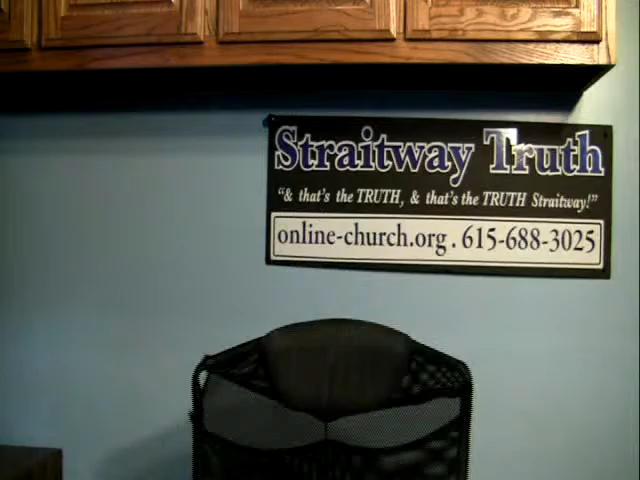 Straitway Truth
"& that's the TRUTH, & that's the TRUTH Straitway!"
online-church.org . 615-688-3025